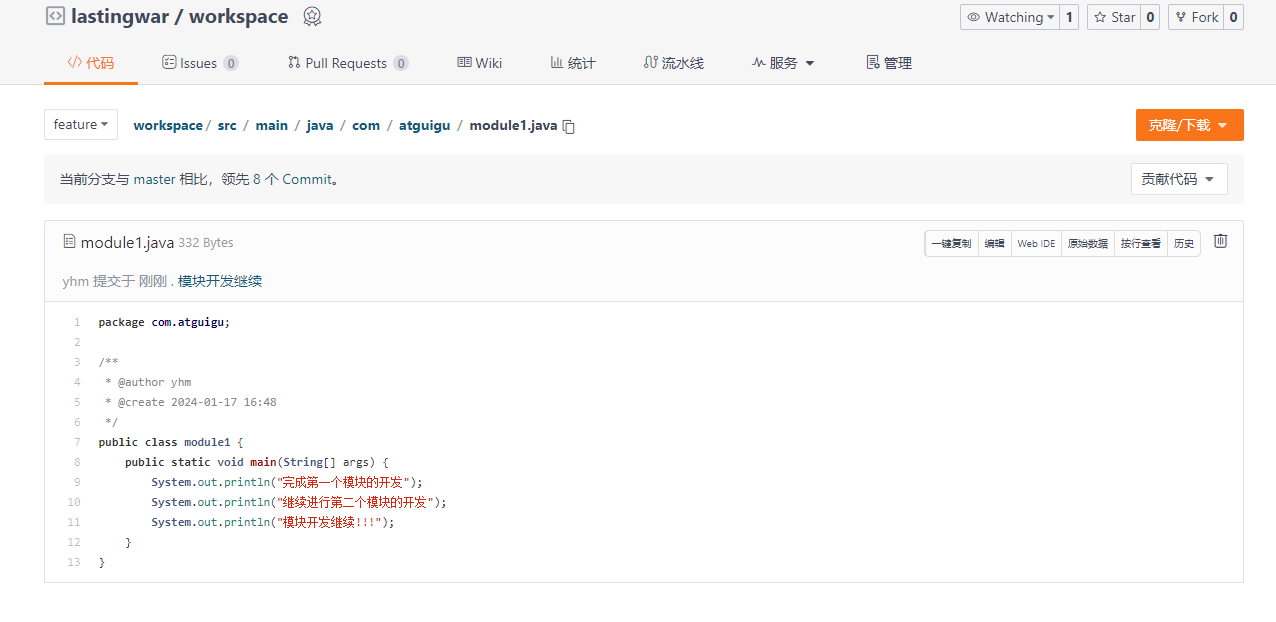 lastingwar / workspace
Watching 1 Star 0 Fork 0
代码 Issues 0 Pull Requests 0 Wiki 统计 流水线 服务 管理
feature workspace / src / main / java / com / atguigu / module1.java 克隆/下载
当前分支与 master 相比，领先 8 个 Commit。 贡献代码
module1.java 332 Bytes 一键复制 编辑 Web IDE 原始数据 按行查看 历史
yhm 提交于 刚刚 . 模块开发继续
1 package com.atguigu;
2
3 /**
4 * @author yhm
5 * @create 2024-01-17 16:48
6 */
7 public class module1 {
8 public static void main(String[] args) {
9 System.out.println("完成第一个模块的开发");
10 System.out.println("继续进行第二个模块的开发");
11 System.out.println("模块开发继续!!!");
12 }
13 }